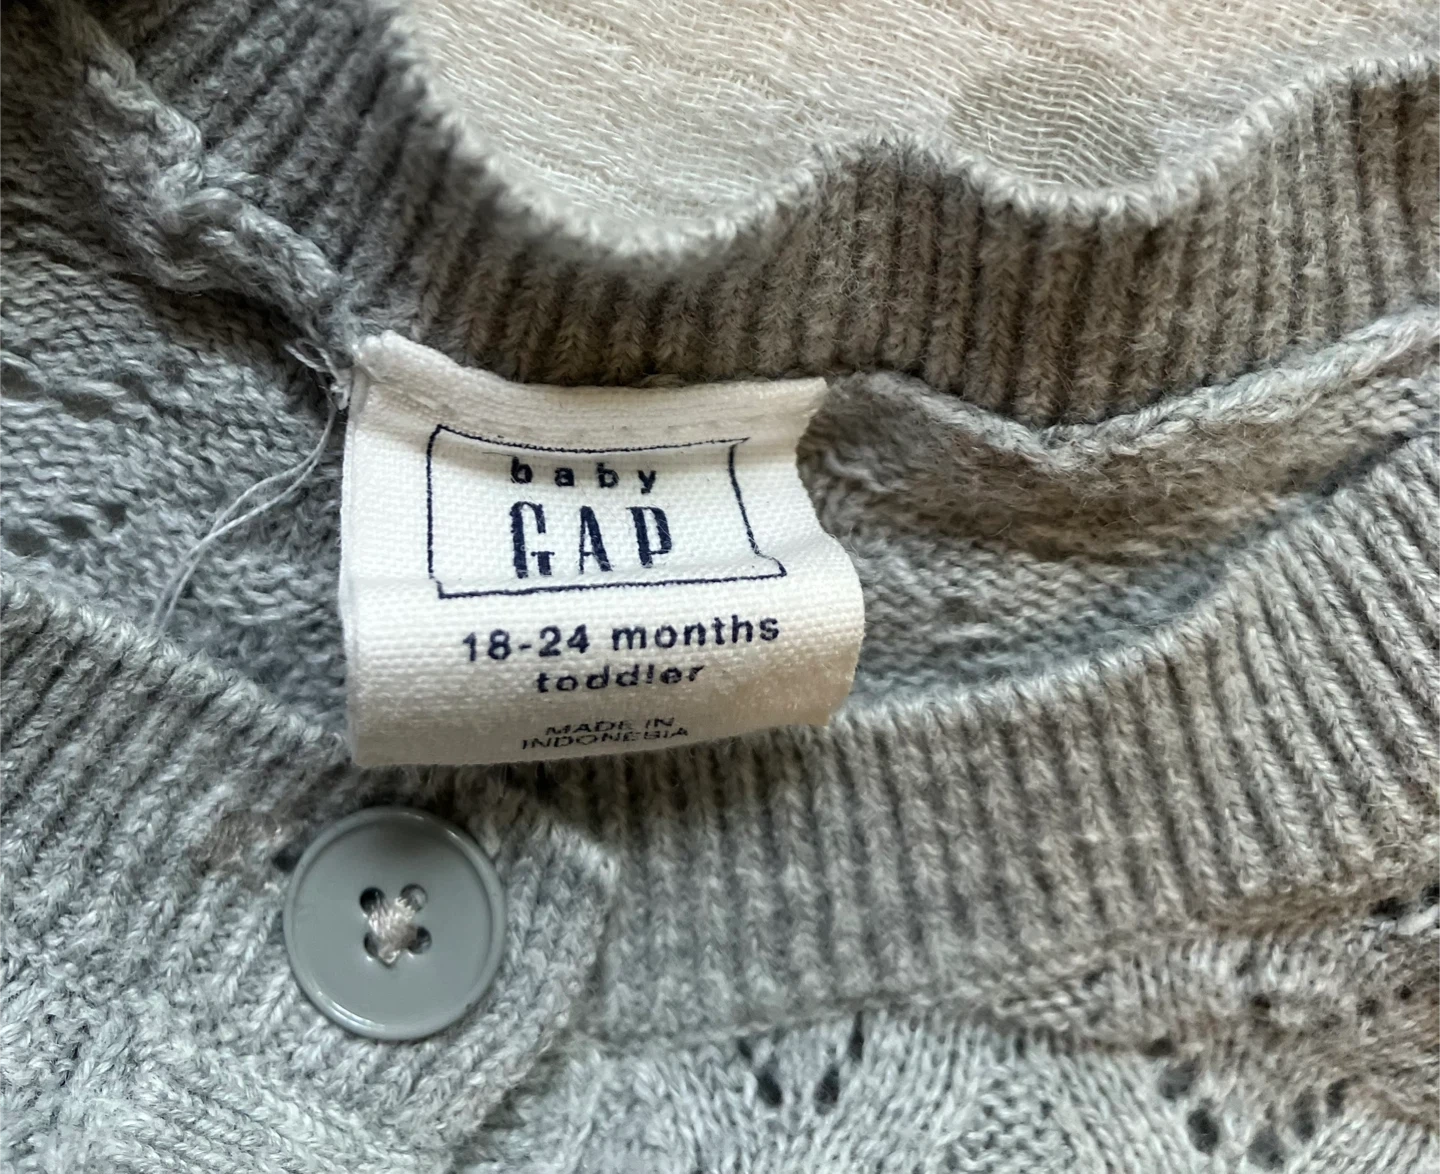 baby
GAP
18-24 months
toddler
MADE IN
INDONESIA